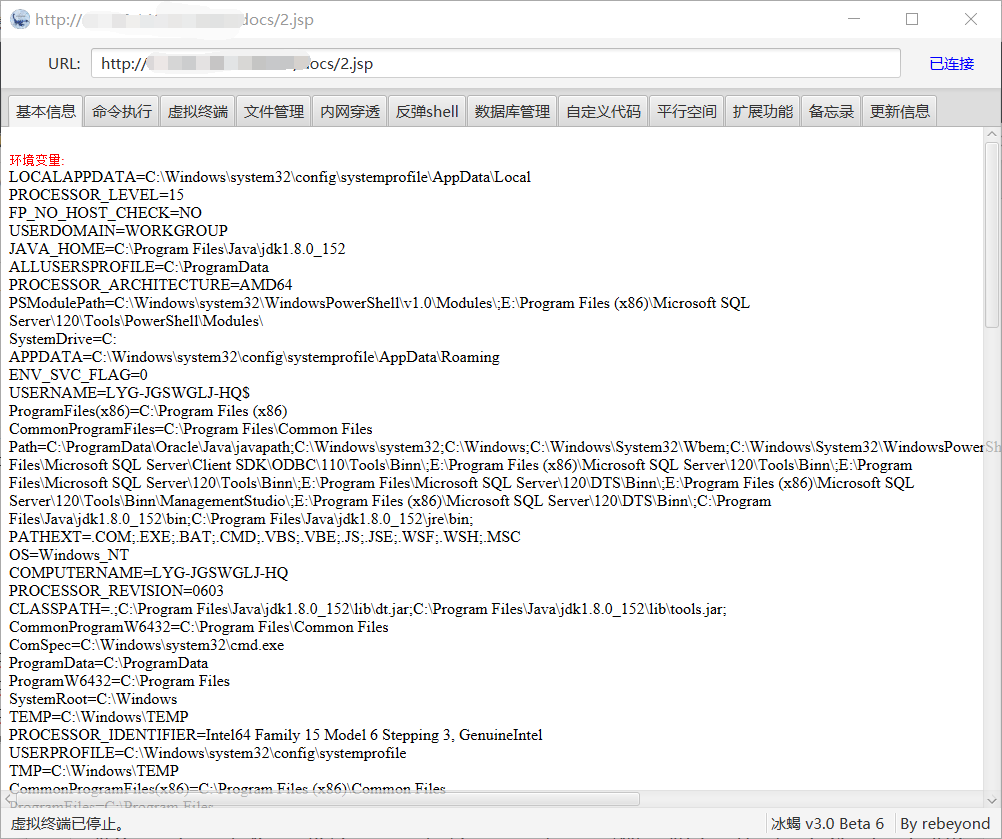 http:// docs/2.jsp
URL: http:// docs/2.jsp 已连接
基本信息 命令执行 虚拟终端 文件管理 内网穿透 反弹shell 数据库管理 自定义代码 平行空间 扩展功能 备忘录 更新信息
环境变量:
LOCALAPPDATA=C:\Windows\system32\config\systemprofile\AppData\Local
PROCESSOR_LEVEL=15
FP_NO_HOST_CHECK=NO
USERDOMAIN=WORKGROUP
JAVA_HOME=C:\Program Files\Java\jdk1.8.0_152
ALLUSERSPROFILE=C:\ProgramData
PROCESSOR_ARCHITECTURE=AMD64
PSModulePath=C:\Windows\system32\WindowsPowerShell\v1.0\Modules\;E:\Program Files (x86)\Microsoft SQL
Server\120\Tools\PowerShell\Modules\
SystemDrive=C:
APPDATA=C:\Windows\system32\config\systemprofile\AppData\Roaming
ENV_SVC_FLAG=0
USERNAME=LYG-JGSWGLJ-HQ$
ProgramFiles(x86)=C:\Program Files (x86)
CommonProgramFiles=C:\Program Files\Common Files
Path=C:\ProgramData\Oracle\Java\javapath;C:\Windows\system32;C:\Windows;C:\Windows\System32\Wbem;C:\Windows\System32\WindowsPowerSh
Files\Microsoft SQL Server\Client SDK\ODBC\110\Tools\Binn\;E:\Program Files (x86)\Microsoft SQL Server\120\Tools\Binn\;E:\Program
Files\Microsoft SQL Server\120\Tools\Binn\;E:\Program Files\Microsoft SQL Server\120\DTS\Binn\;E:\Program Files (x86)\Microsoft SQL
Server\120\Tools\Binn\ManagementStudio\;E:\Program Files (x86)\Microsoft SQL Server\120\DTS\Binn\;C:\Program
Files\Java\jdk1.8.0_152\bin;C:\Program Files\Java\jdk1.8.0_152\jre\bin;
PATHEXT=.COM;.EXE;.BAT;.CMD;.VBS;.VBE;.JS;.JSE;.WSF;.WSH;.MSC
OS=Windows_NT
COMPUTERNAME=LYG-JGSWGLJ-HQ
PROCESSOR_REVISION=0603
CLASSPATH=.;C:\Program Files\Java\jdk1.8.0_152\lib\dt.jar;C:\Program Files\Java\jdk1.8.0_152\lib\tools.jar;
CommonProgramW6432=C:\Program Files\Common Files
ComSpec=C:\Windows\system32\cmd.exe
ProgramData=C:\ProgramData
ProgramW6432=C:\Program Files
SystemRoot=C:\Windows
TEMP=C:\Windows\TEMP
PROCESSOR_IDENTIFIER=Intel64 Family 15 Model 6 Stepping 3, GenuineIntel
USERPROFILE=C:\Windows\system32\config\systemprofile
TMP=C:\Windows\TEMP
CommonProgramFiles(x86)=C:\Program Files (x86)\Common Files
ProgramFiles=C:\Program Files
虚拟终端已停止。 冰蝎 v3.0 Beta 6 By rebeyond